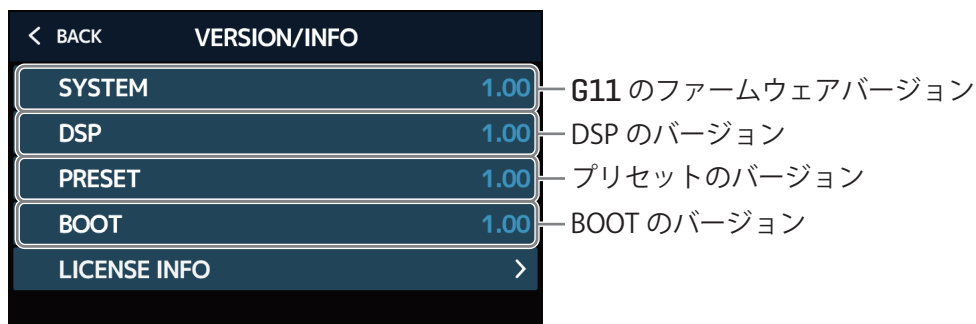 BACK VERSION/INFO
SYSTEM 1.00 G11 のファームウェアバージョン
DSP 1.00 DSP のバージョン
PRESET 1.00 プリセットのバージョン
BOOT 1.00 BOOT のバージョン
LICENSE INFO